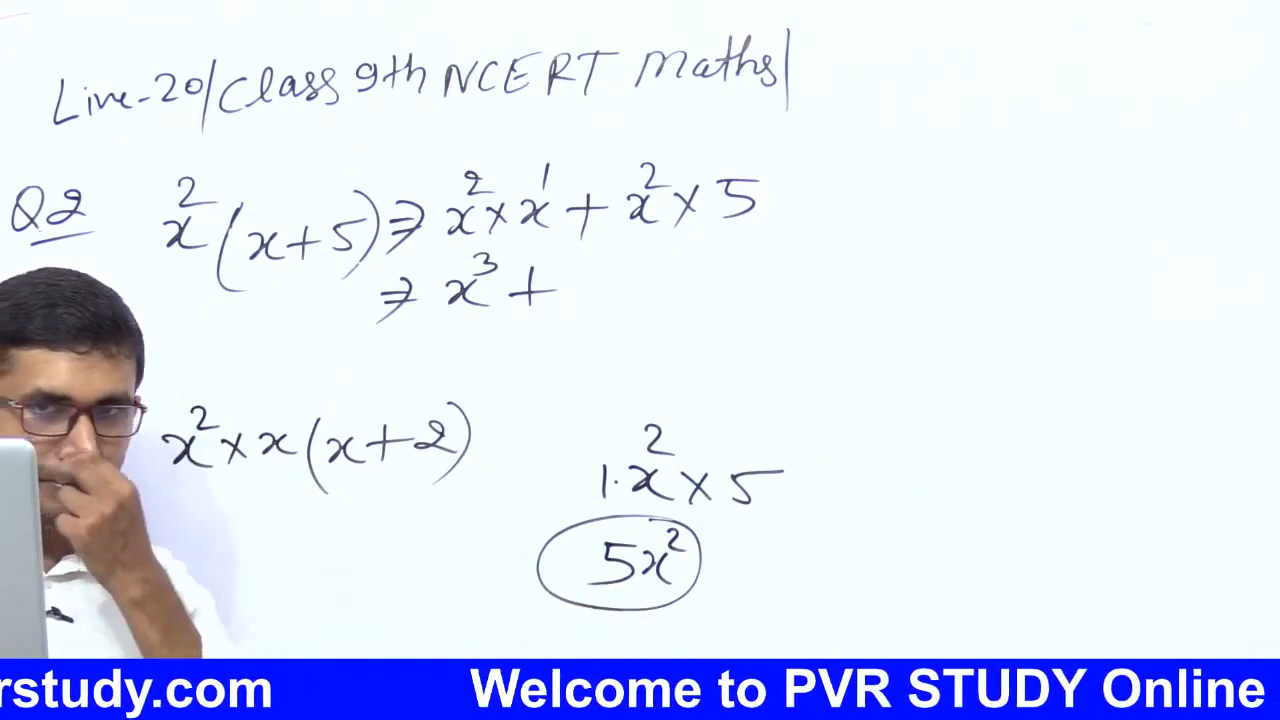 Live-20/Class 9th NCERT Maths/
Q2 x²(x+5) ⇒ x²×x¹ + x²×5
⇒ x³ +
x²×x(x+2)
1·x²×5
5x²
rstudy.com Welcome to PVR STUDY Online